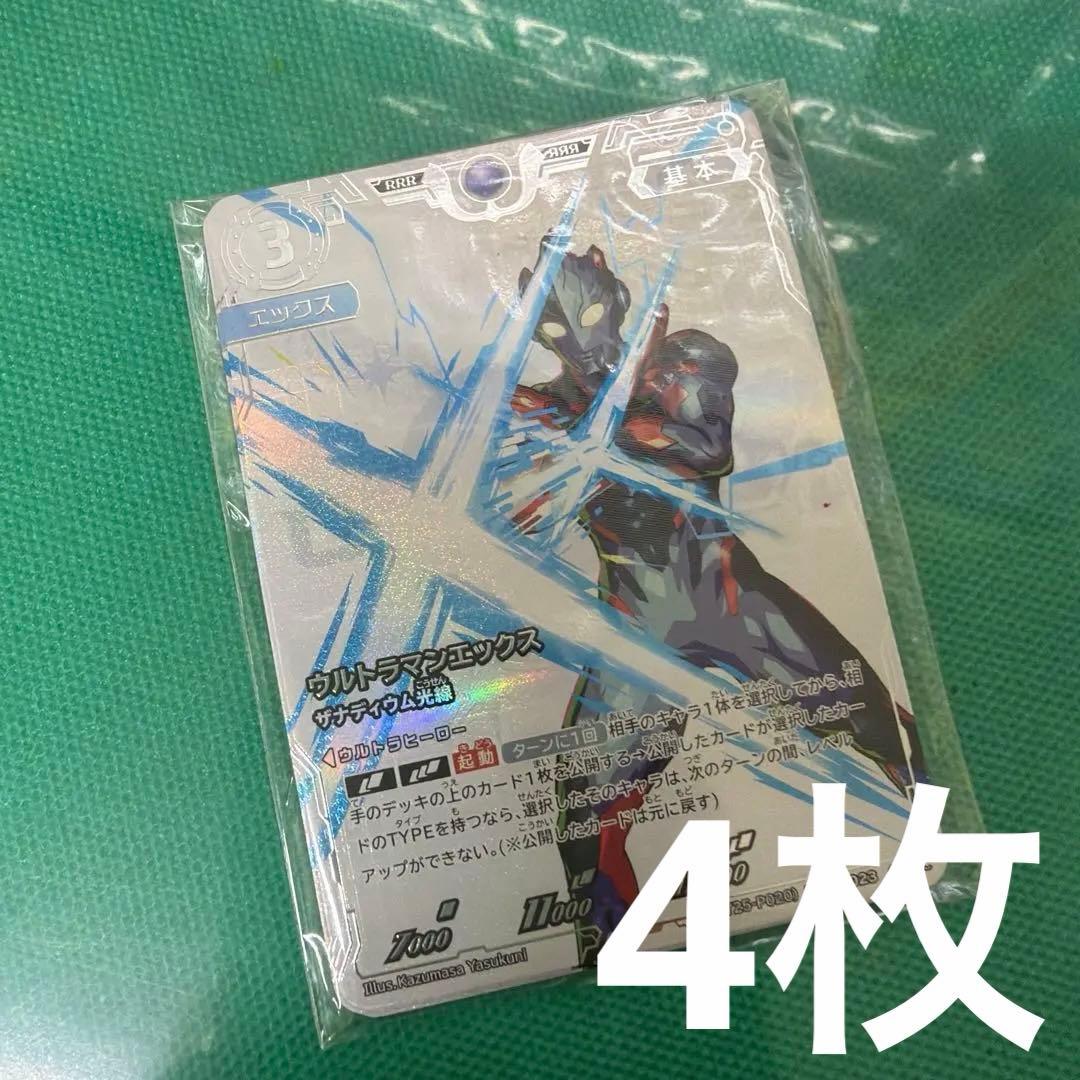 RRR
RRR
基本
3
エックス
ウルトラマンエックス
ザナディウム光線
こうせん
ウルトラヒーロー
起動 ターンに1回 相手のキャラ1体を選択してから、相
手のデッキの上のカード1枚を公開する→公開したカードが選択したカー
ドのTYPEを持つなら、選択したそのキャラは、次のターンの間、レベル
アップができない。(※公開したカードは元に戻す)
7000
11000
Illus. Kazumasa Yasukuni
4枚